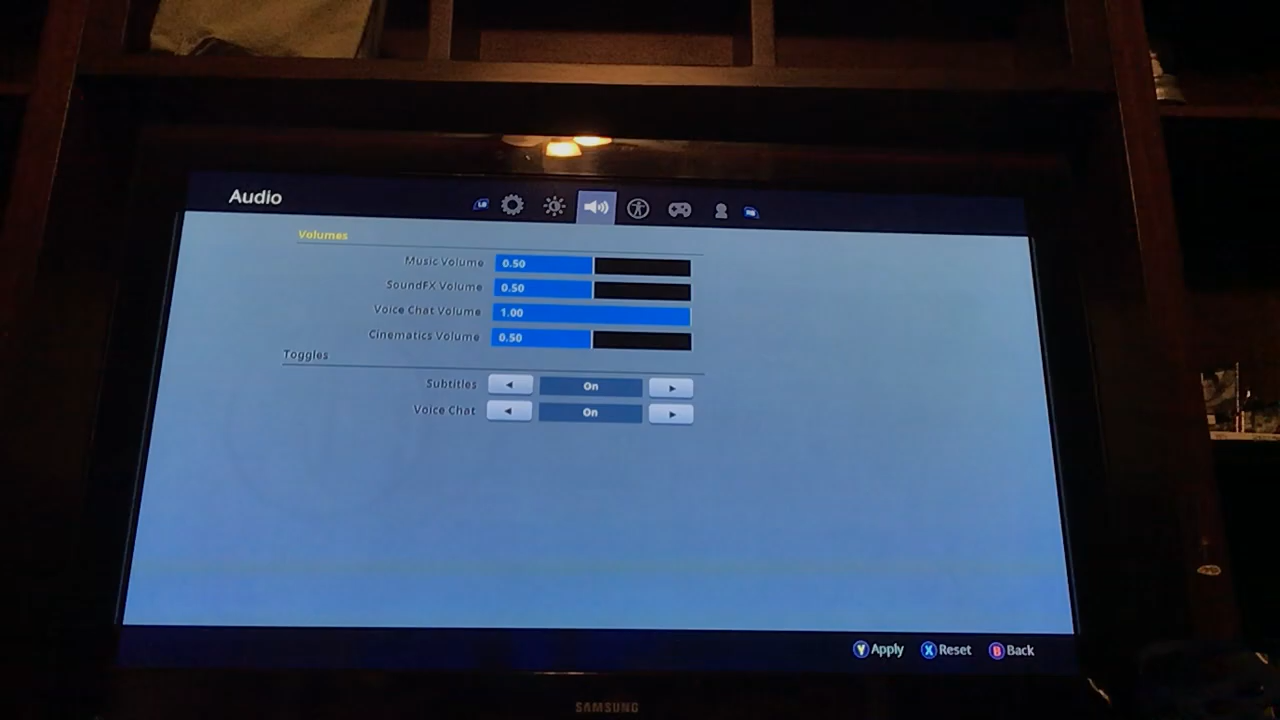 Audio
Volumes
Music Volume 0.50
SoundFX Volume 0.50
Voice Chat Volume 1.00
Cinematics Volume 0.50
Toggles
Subtitles On
Voice Chat On
Y Apply X Reset B Back
SAMSUNG